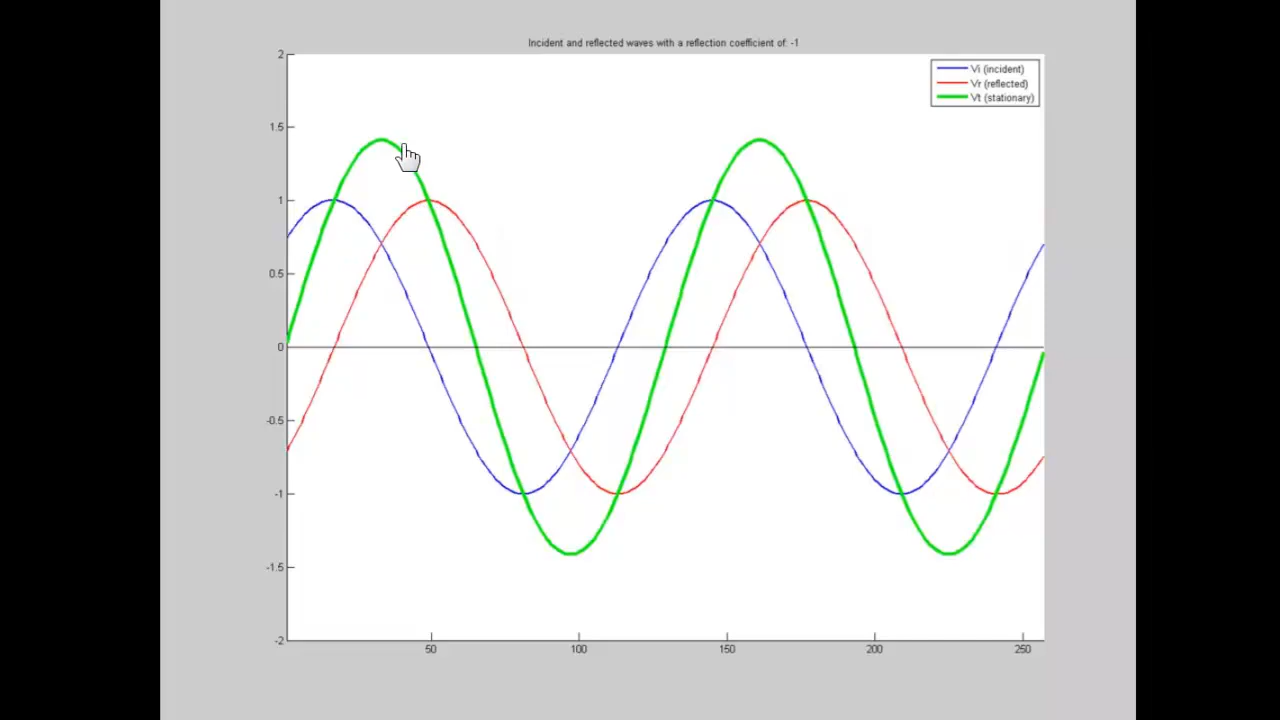 Incident and reflected waves with a reflection coefficient of: -1
Vi (incident)
Vr (reflected)
Vt (stationary)
2
1.5
1
0.5
0
-0.5
-1
-1.5
-2
50 100 150 200 250